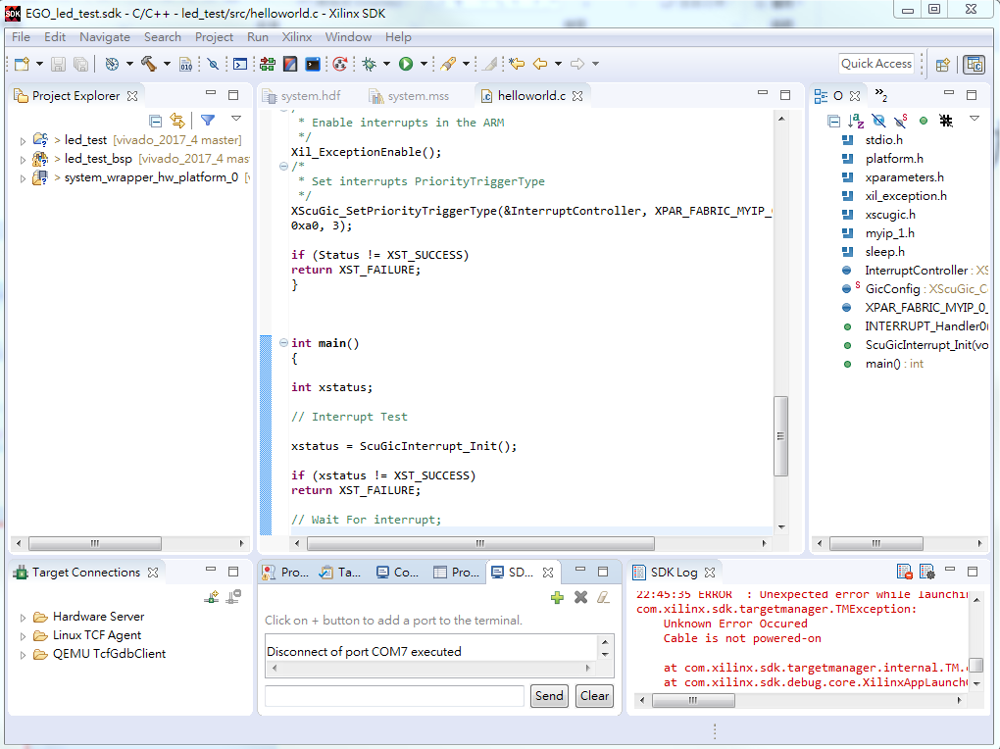 EGO_led_test.sdk - C/C++ - led_test/src/helloworld.c - Xilinx SDK
File Edit Navigate Search Project Run Xilinx Window Help
Quick Access
Project Explorer
> led_test [vivado_2017_4 master]
> led_test_bsp [vivado_2017_4 mas
> system_wrapper_hw_platform_0 [v
system.hdf system.mss helloworld.c
* Enable interrupts in the ARM
*/
Xil_ExceptionEnable();
/*
* Set interrupts PriorityTriggerType
*/
XScuGic_SetPriorityTriggerType(&InterruptController, XPAR_FABRIC_MYIP_
0xa0, 3);
if (Status != XST_SUCCESS)
return XST_FAILURE;
}
int main()
{
int xstatus;
// Interrupt Test
xstatus = ScuGicInterrupt_Init();
if (xstatus != XST_SUCCESS)
return XST_FAILURE;
// Wait For interrupt;
O
2
stdio.h
platform.h
xparameters.h
xil_exception.h
xscugic.h
myip_1.h
sleep.h
InterruptController : XS
GicConfig : XScuGic_C
XPAR_FABRIC_MYIP_0_
INTERRUPT_Handler0(
ScuGicInterrupt_Init(vo
main() : int
Target Connections
Hardware Server
Linux TCF Agent
QEMU TcfGdbClient
Pro... Ta... Co... Pro... SD...
Click on + button to add a port to the terminal.
Disconnect of port COM7 executed
Send Clear
SDK Log
22:45:35 ERROR : Unexpected error while launchin
com.xilinx.sdk.targetmanager.TMException:
Unknown Error Occured
Cable is not powered-on
at com.xilinx.sdk.targetmanager.internal.TM.
at com.xilinx.sdk.debug.core.XilinxAppLaunch